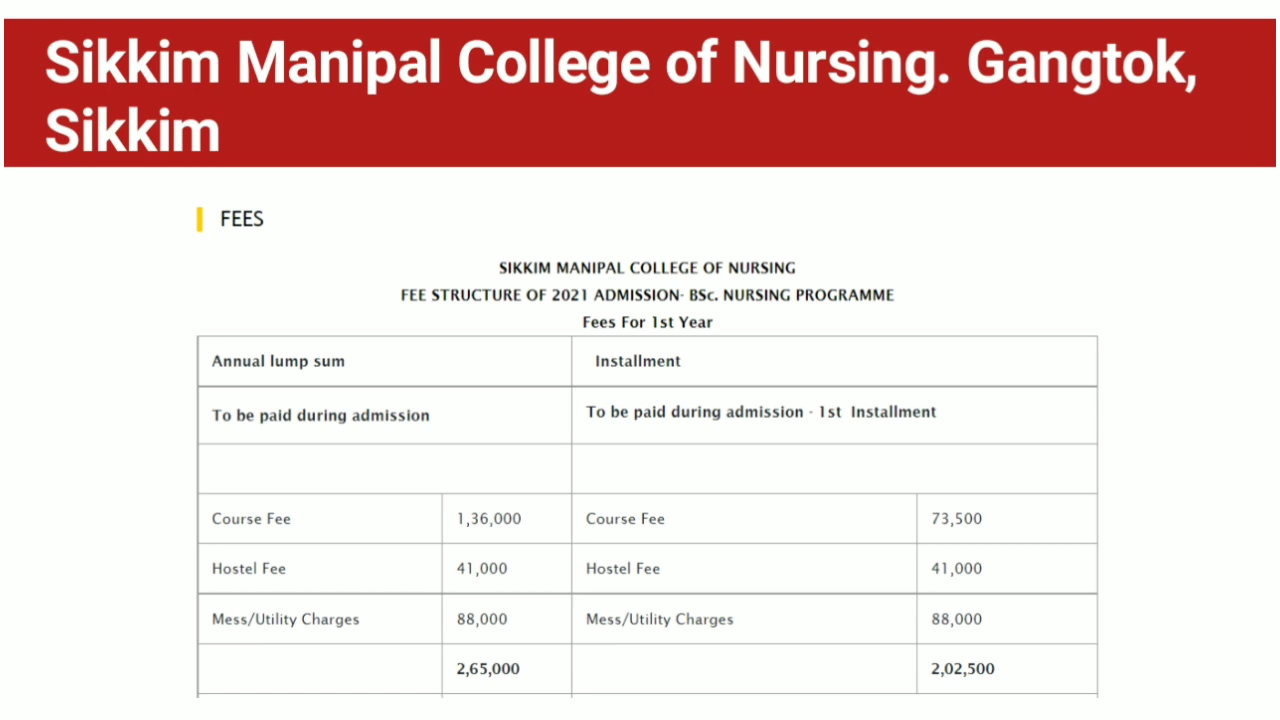 Sikkim Manipal College of Nursing. Gangtok,
Sikkim
FEES
SIKKIM MANIPAL COLLEGE OF NURSING
FEE STRUCTURE OF 2021 ADMISSION- BSc. NURSING PROGRAMME
Fees For 1st Year
Annual lump sum Installment
To be paid during admission To be paid during admission - 1st Installment
Course Fee 1,36,000 Course Fee 73,500
Hostel Fee 41,000 Hostel Fee 41,000
Mess/Utility Charges 88,000 Mess/Utility Charges 88,000
2,65,000 2,02,500